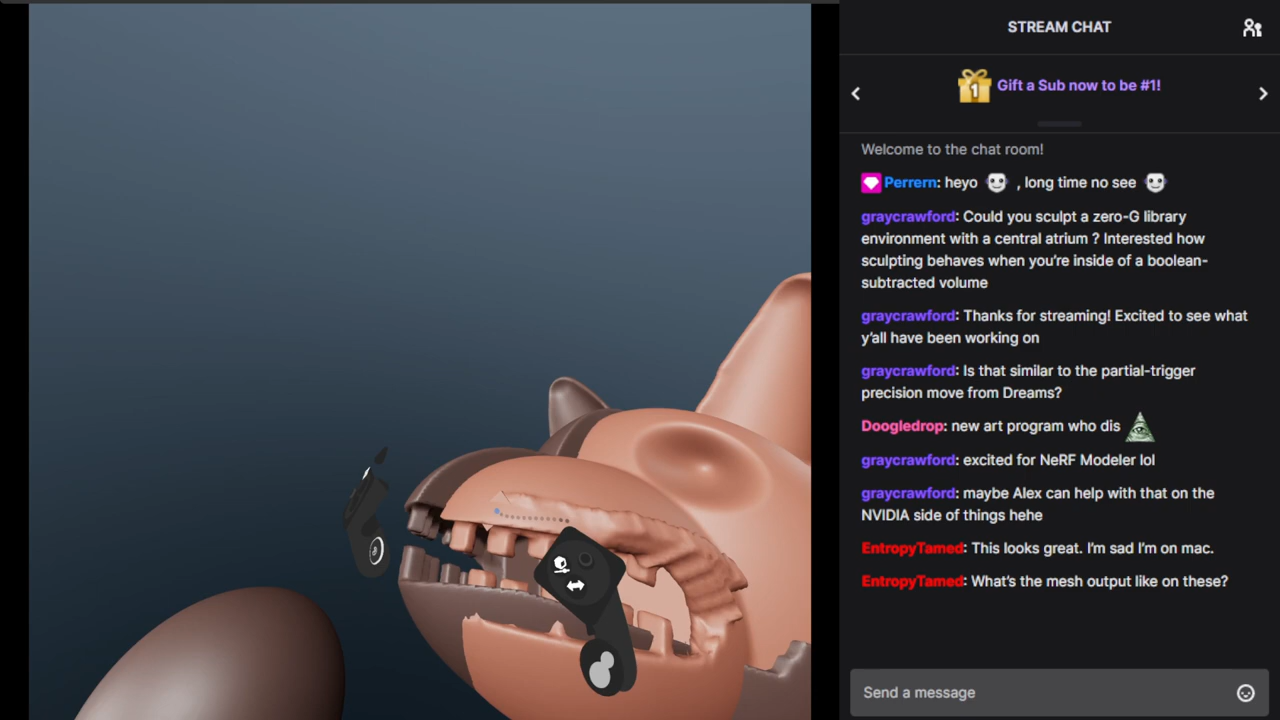 STREAM CHAT
1
Gift a Sub now to be #1!
Welcome to the chat room!
Perrern: heyo , long time no see
graycrawford: Could you sculpt a zero-G library
environment with a central atrium ? Interested how
sculpting behaves when you're inside of a boolean-
subtracted volume
graycrawford: Thanks for streaming! Excited to see what
y'all have been working on
graycrawford: Is that similar to the partial-trigger
precision move from Dreams?
Doogledrop: new art program who dis
graycrawford: excited for NeRF Modeler lol
graycrawford: maybe Alex can help with that on the
NVIDIA side of things hehe
EntropyTamed: This looks great. I'm sad I'm on mac.
EntropyTamed: What's the mesh output like on these?
Send a message